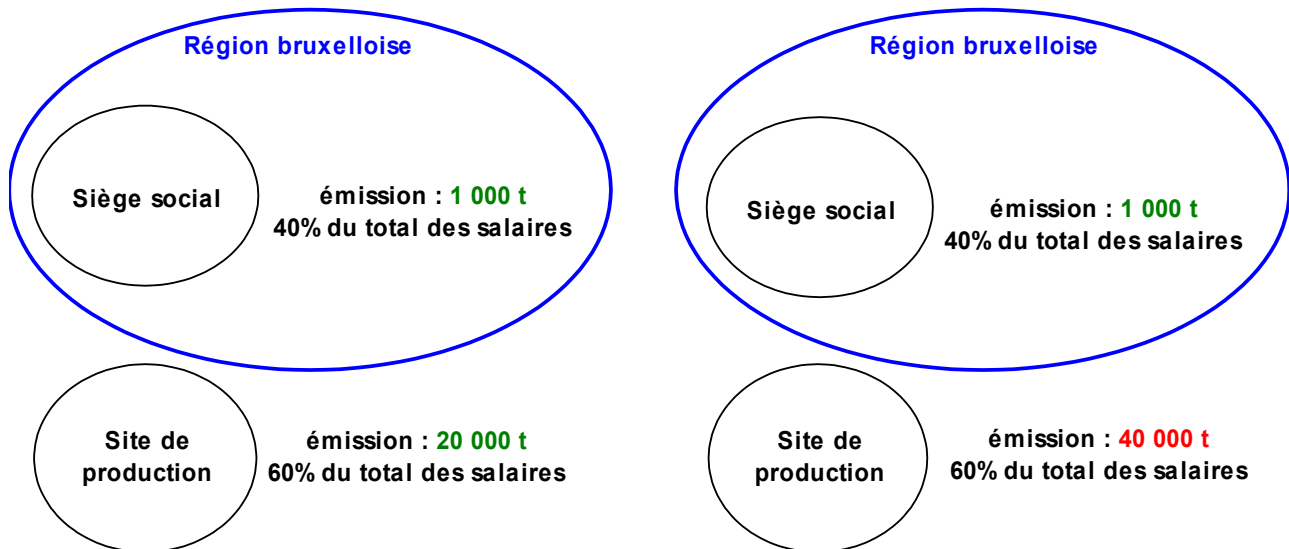 Région bruxelloise
Siège social
émission : 1 000 t
40% du total des salaires
Site de
production
émission : 20 000 t
60% du total des salaires
Région bruxelloise
Siège social
émission : 1 000 t
40% du total des salaires
Site de
production
émission : 40 000 t
60% du total des salaires